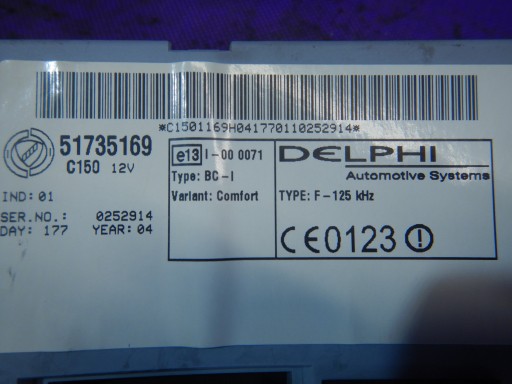 *C1501169H041770110252914*
51735169
C150 12V
IND: 01
SER.NO.: 0252914
DAY: 177 YEAR: 04
e13 I-00 0071
Type: BC-I
Variant: Comfort
DELPHI
Automotive Systems
TYPE: F-125 kHz
CE0123